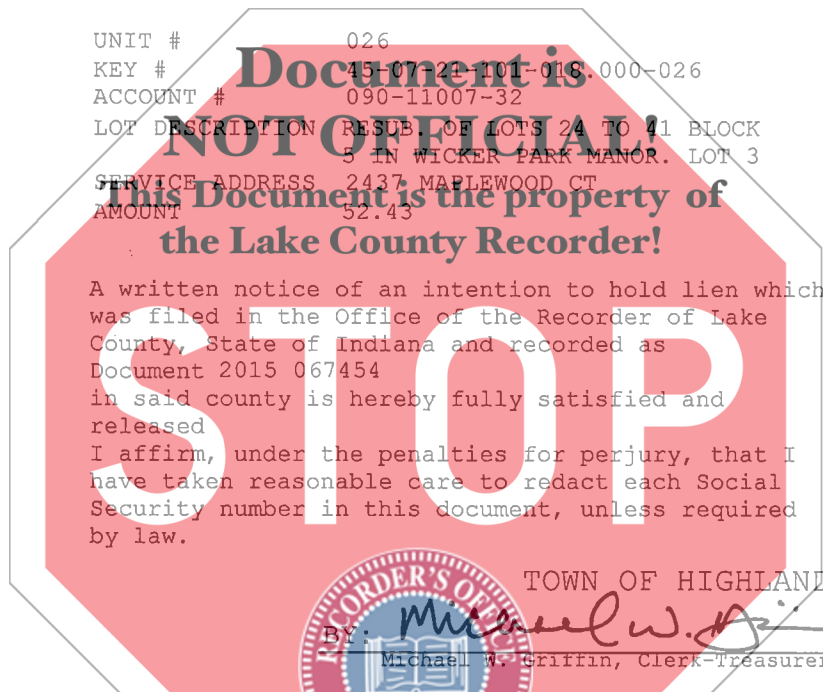 UNIT # 026
KEY # 45-07-21-101-018.000-026
ACCOUNT # 090-11007-32
LOT DESCRIPTION RESUB. OF LOTS 24 TO 41 BLOCK
5 IN WICKER PARK MANOR. LOT 3
SERVICE ADDRESS 2437 MAPLEWOOD CT
AMOUNT 52.43
Document is
NOT OFFICIAL!
This Document is the property of
the Lake County Recorder!
A written notice of an intention to hold lien which
was filed in the Office of the Recorder of Lake
County, State of Indiana and recorded as
Document 2015 067454
in said county is hereby fully satisfied and
released
I affirm, under the penalties for perjury, that I
have taken reasonable care to redact each Social
Security number in this document, unless required
by law.
STOP
TOWN OF HIGHLAND
BY: Michael W. Griffin
Michael W. Griffin, Clerk-Treasurer
RECORDER'S OFFICE